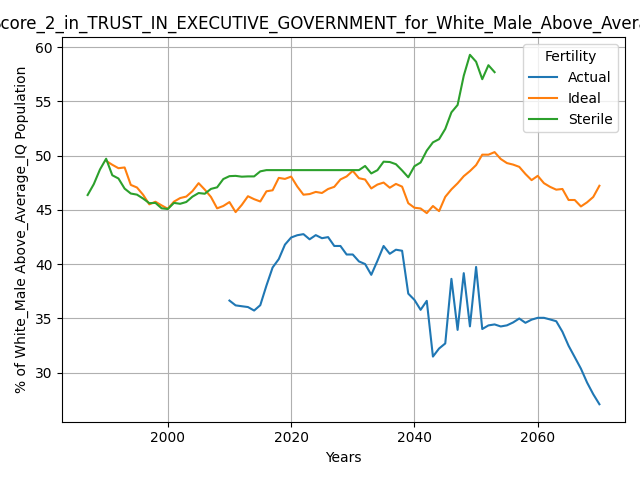 core_2_in_TRUST_IN_EXECUTIVE_GOVERNMENT_for_White_Male_Above_Avera
60
55
50
45
40
35
30
% of White_Male Above_Average_IQ Population
Fertility
Actual
Ideal
Sterile
2000
2020
2040
2060
Years